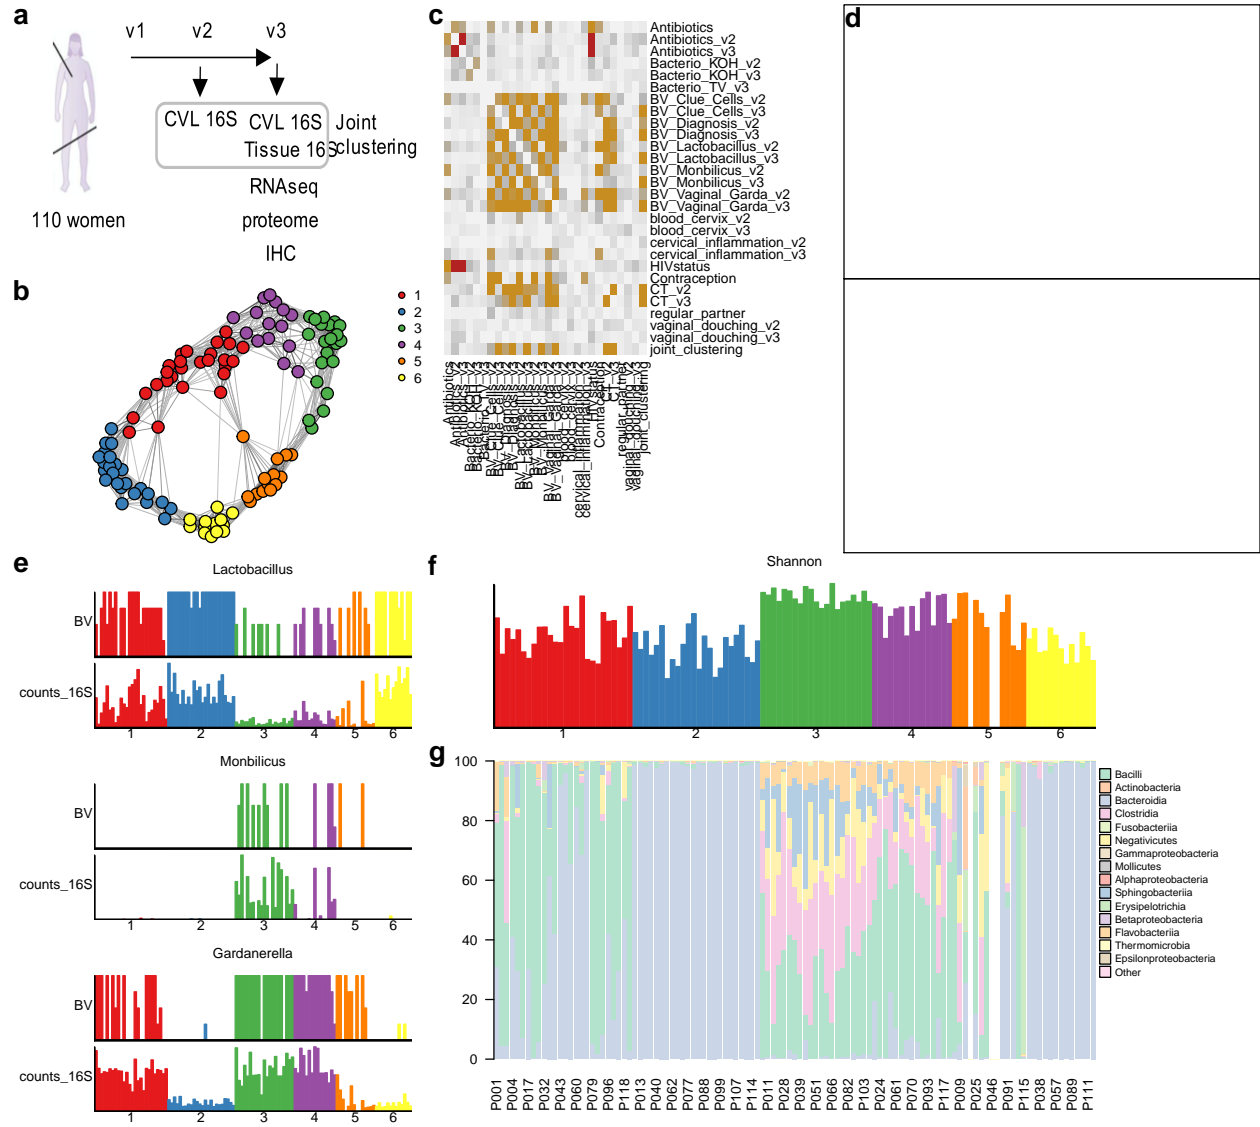 a
v1
v2
v3
CVL 16S
CVL 16S
Tissue 16S
Joint
clustering
RNAseq
proteome
IHC
110 women
b
1
2
3
4
5
6
c
Antibiotics
Antibiotics_v2
Antibiotics_v3
Bacterio_KOH_v2
Bacterio_KOH_v3
Bacterio_TV_v3
BV_Clue_Cells_v2
BV_Clue_Cells_v3
BV_Diagnosis_v2
BV_Diagnosis_v3
BV_Lactobacillus_v2
BV_Lactobacillus_v3
BV_Monbilicus_v2
BV_Monbilicus_v3
BV_Vaginal_Garda_v2
BV_Vaginal_Garda_v3
blood_cervix_v2
blood_cervix_v3
cervical_inflammation_v2
cervical_inflammation_v3
HIVstatus
Contraception
CT_v2
CT_v3
regular_partner
vaginal_douching_v2
vaginal_douching_v3
joint_clustering
d
e
Lactobacillus
BV
counts_16S
1 2 3 4 5 6
Monbilicus
BV
counts_16S
1 2 3 4 5 6
Gardanerella
BV
counts_16S
1 2 3 4 5 6
f
Shannon
1 2 3 4 5 6
g
100
80
60
40
20
0
P001 P004 P017 P032 P043 P060 P079 P096 P118 P013 P040 P062 P077 P088 P099 P107 P114 P011 P028 P039 P051 P066 P082 P103 P024 P061 P070 P093 P117 P009 P025 P046 P091 P115 P038 P057 P089 P111
Bacilli
Actinobacteria
Bacteroidia
Clostridia
Fusobacteriia
Negativicutes
Gammaproteobacteria
Mollicutes
Alphaproteobacteria
Sphingobacteriia
Erysipelotrichia
Betaproteobacteria
Flavobacteriia
Thermomicrobia
Epsilonproteobacteria
Other